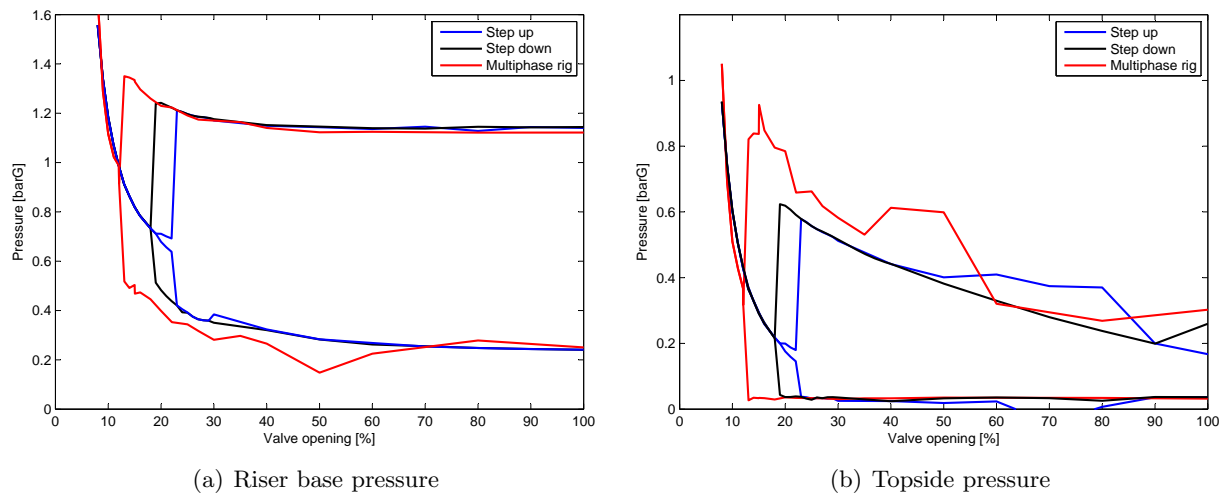 1.6
1.4
1.2
1
0.8
0.6
0.4
0.2
0
Pressure [barG]
0 10 20 30 40 50 60 70 80 90 100
Valve opening [%]
Step up
Step down
Multiphase rig
(a) Riser base pressure
1
0.8
0.6
0.4
0.2
0
Pressure [barG]
0 10 20 30 40 50 60 70 80 90 100
Valve opening [%]
Step up
Step down
Multiphase rig
(b) Topside pressure